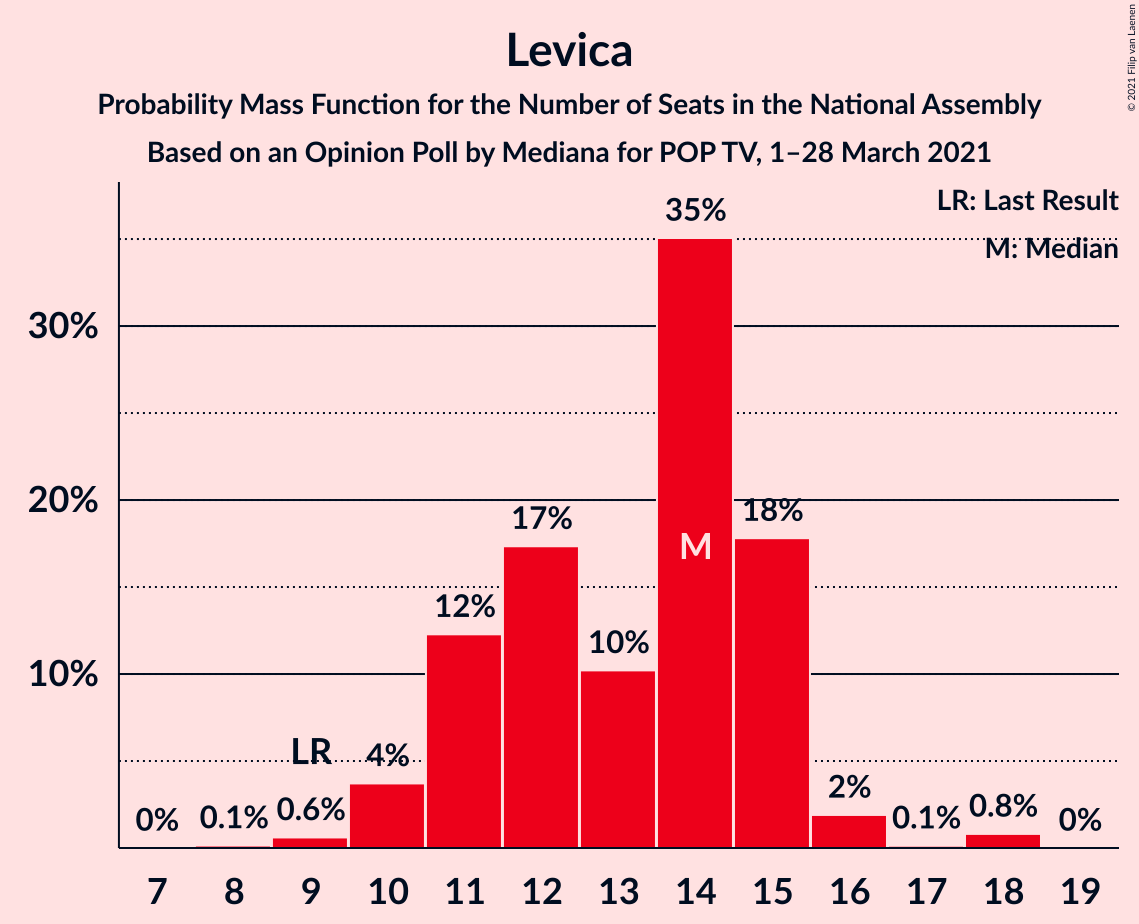 Levica
Probability Mass Function for the Number of Seats in the National Assembly
Based on an Opinion Poll by Mediana for POP TV, 1–28 March 2021
© 2021 Filip van Laenen
LR: Last Result
M: Median
35%
30%
20%
10%
0%
0.1%
0.6%
LR
4%
12%
17%
10%
M
18%
2%
0.1%
0.8%
0%
7 8 9 10 11 12 13 14 15 16 17 18 19